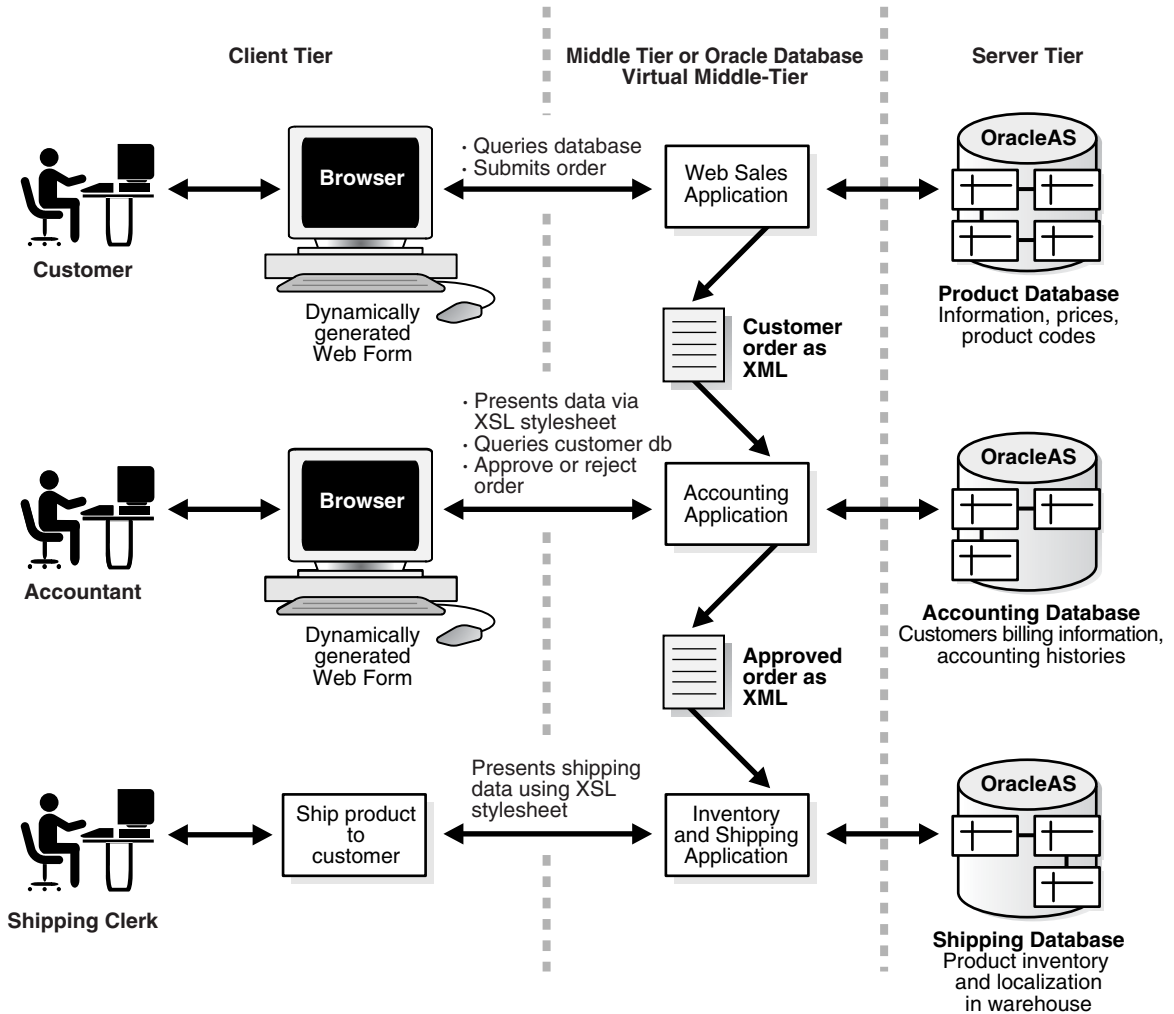 Client Tier
Middle Tier or Oracle Database
Virtual Middle-Tier
Server Tier
Customer
Browser
Dynamically
generated
Web Form
· Queries database
· Submits order
Web Sales
Application
OracleAS
Product Database
Information, prices,
product codes
Customer
order as
XML
Accountant
Browser
Dynamically
generated
Web Form
· Presents data via
XSL stylesheet
· Queries customer db
· Approve or reject
order
Accounting
Application
OracleAS
Accounting Database
Customers billing information,
accounting histories
Approved
order as
XML
Shipping Clerk
Ship product
to
customer
Presents shipping
data using XSL
stylesheet
Inventory
and Shipping
Application
OracleAS
Shipping Database
Product inventory
and localization
in warehouse